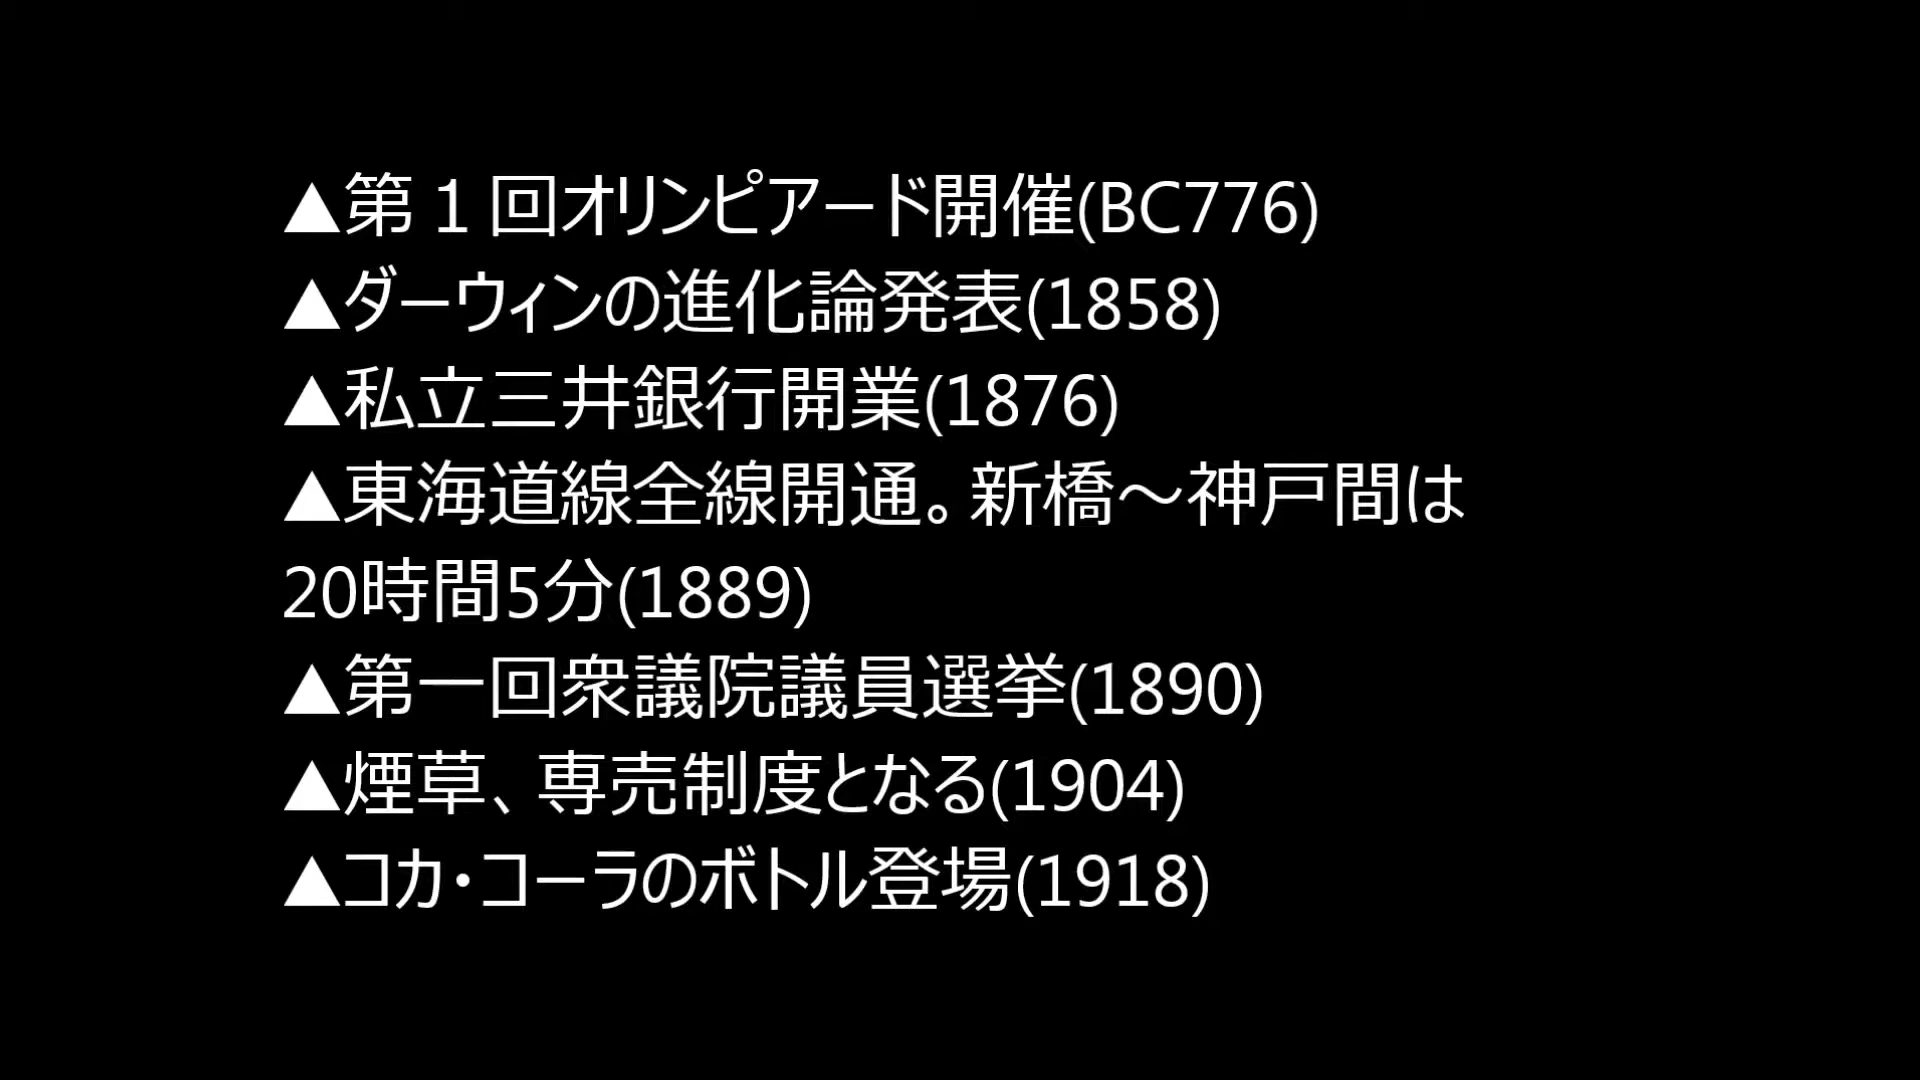 ▲第１回オリンピアード開催(BC776)
▲ダーウィンの進化論発表(1858)
▲私立三井銀行開業(1876)
▲東海道線全線開通。新橋～神戸間は
20時間5分(1889)
▲第一回衆議院議員選挙(1890)
▲煙草、専売制度となる(1904)
▲コカ・コーラのボトル登場(1918)